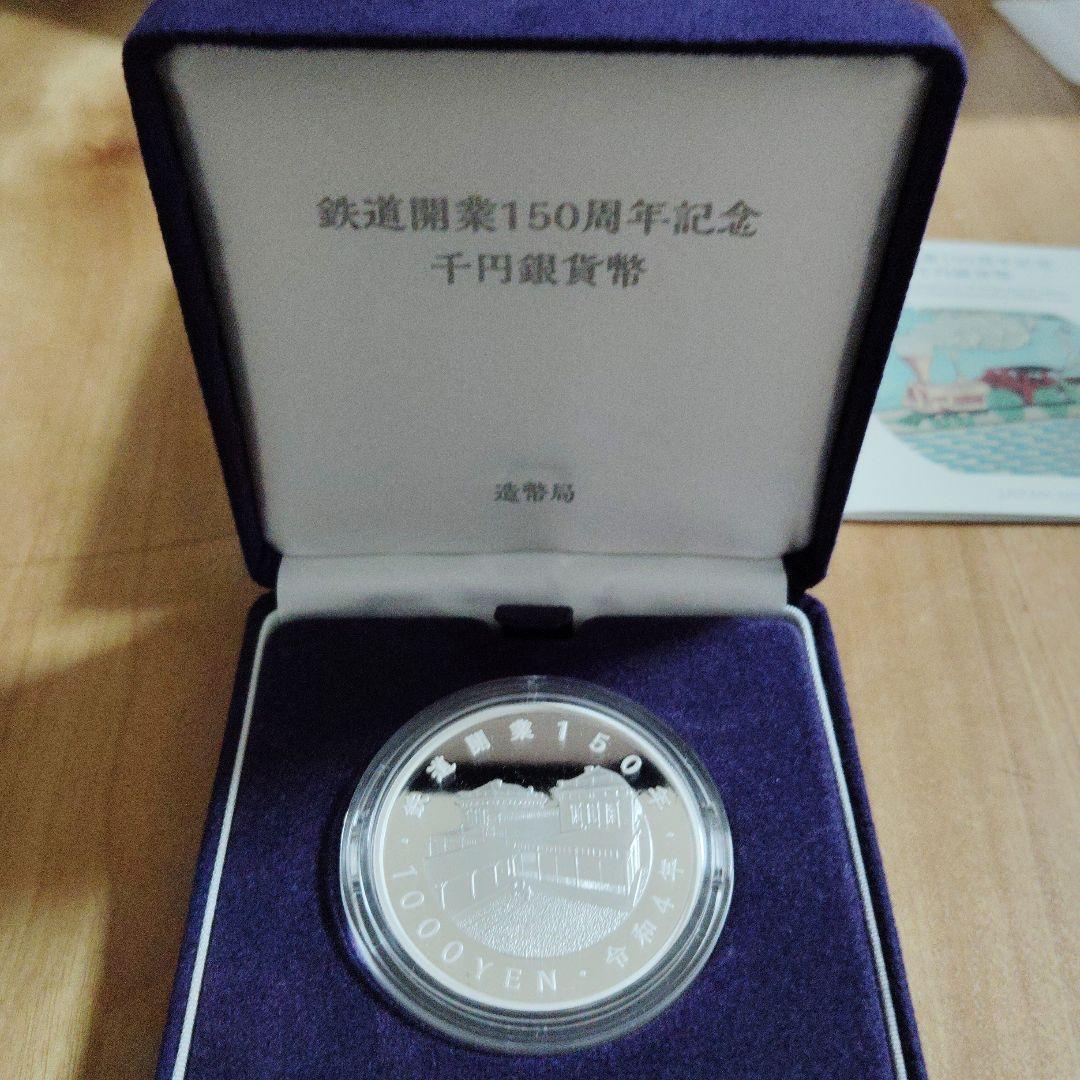 鉄道開業150周年記念
千円銀貨幣
造幣局
鉄道開業150年
1000YEN・令和4年・